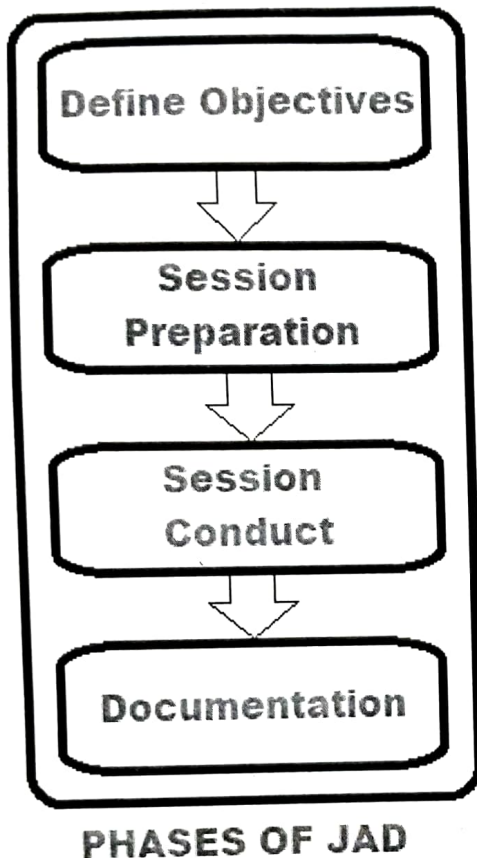 Define Objectives
Session
Preparation
Session
Conduct
Documentation
PHASES OF JAD